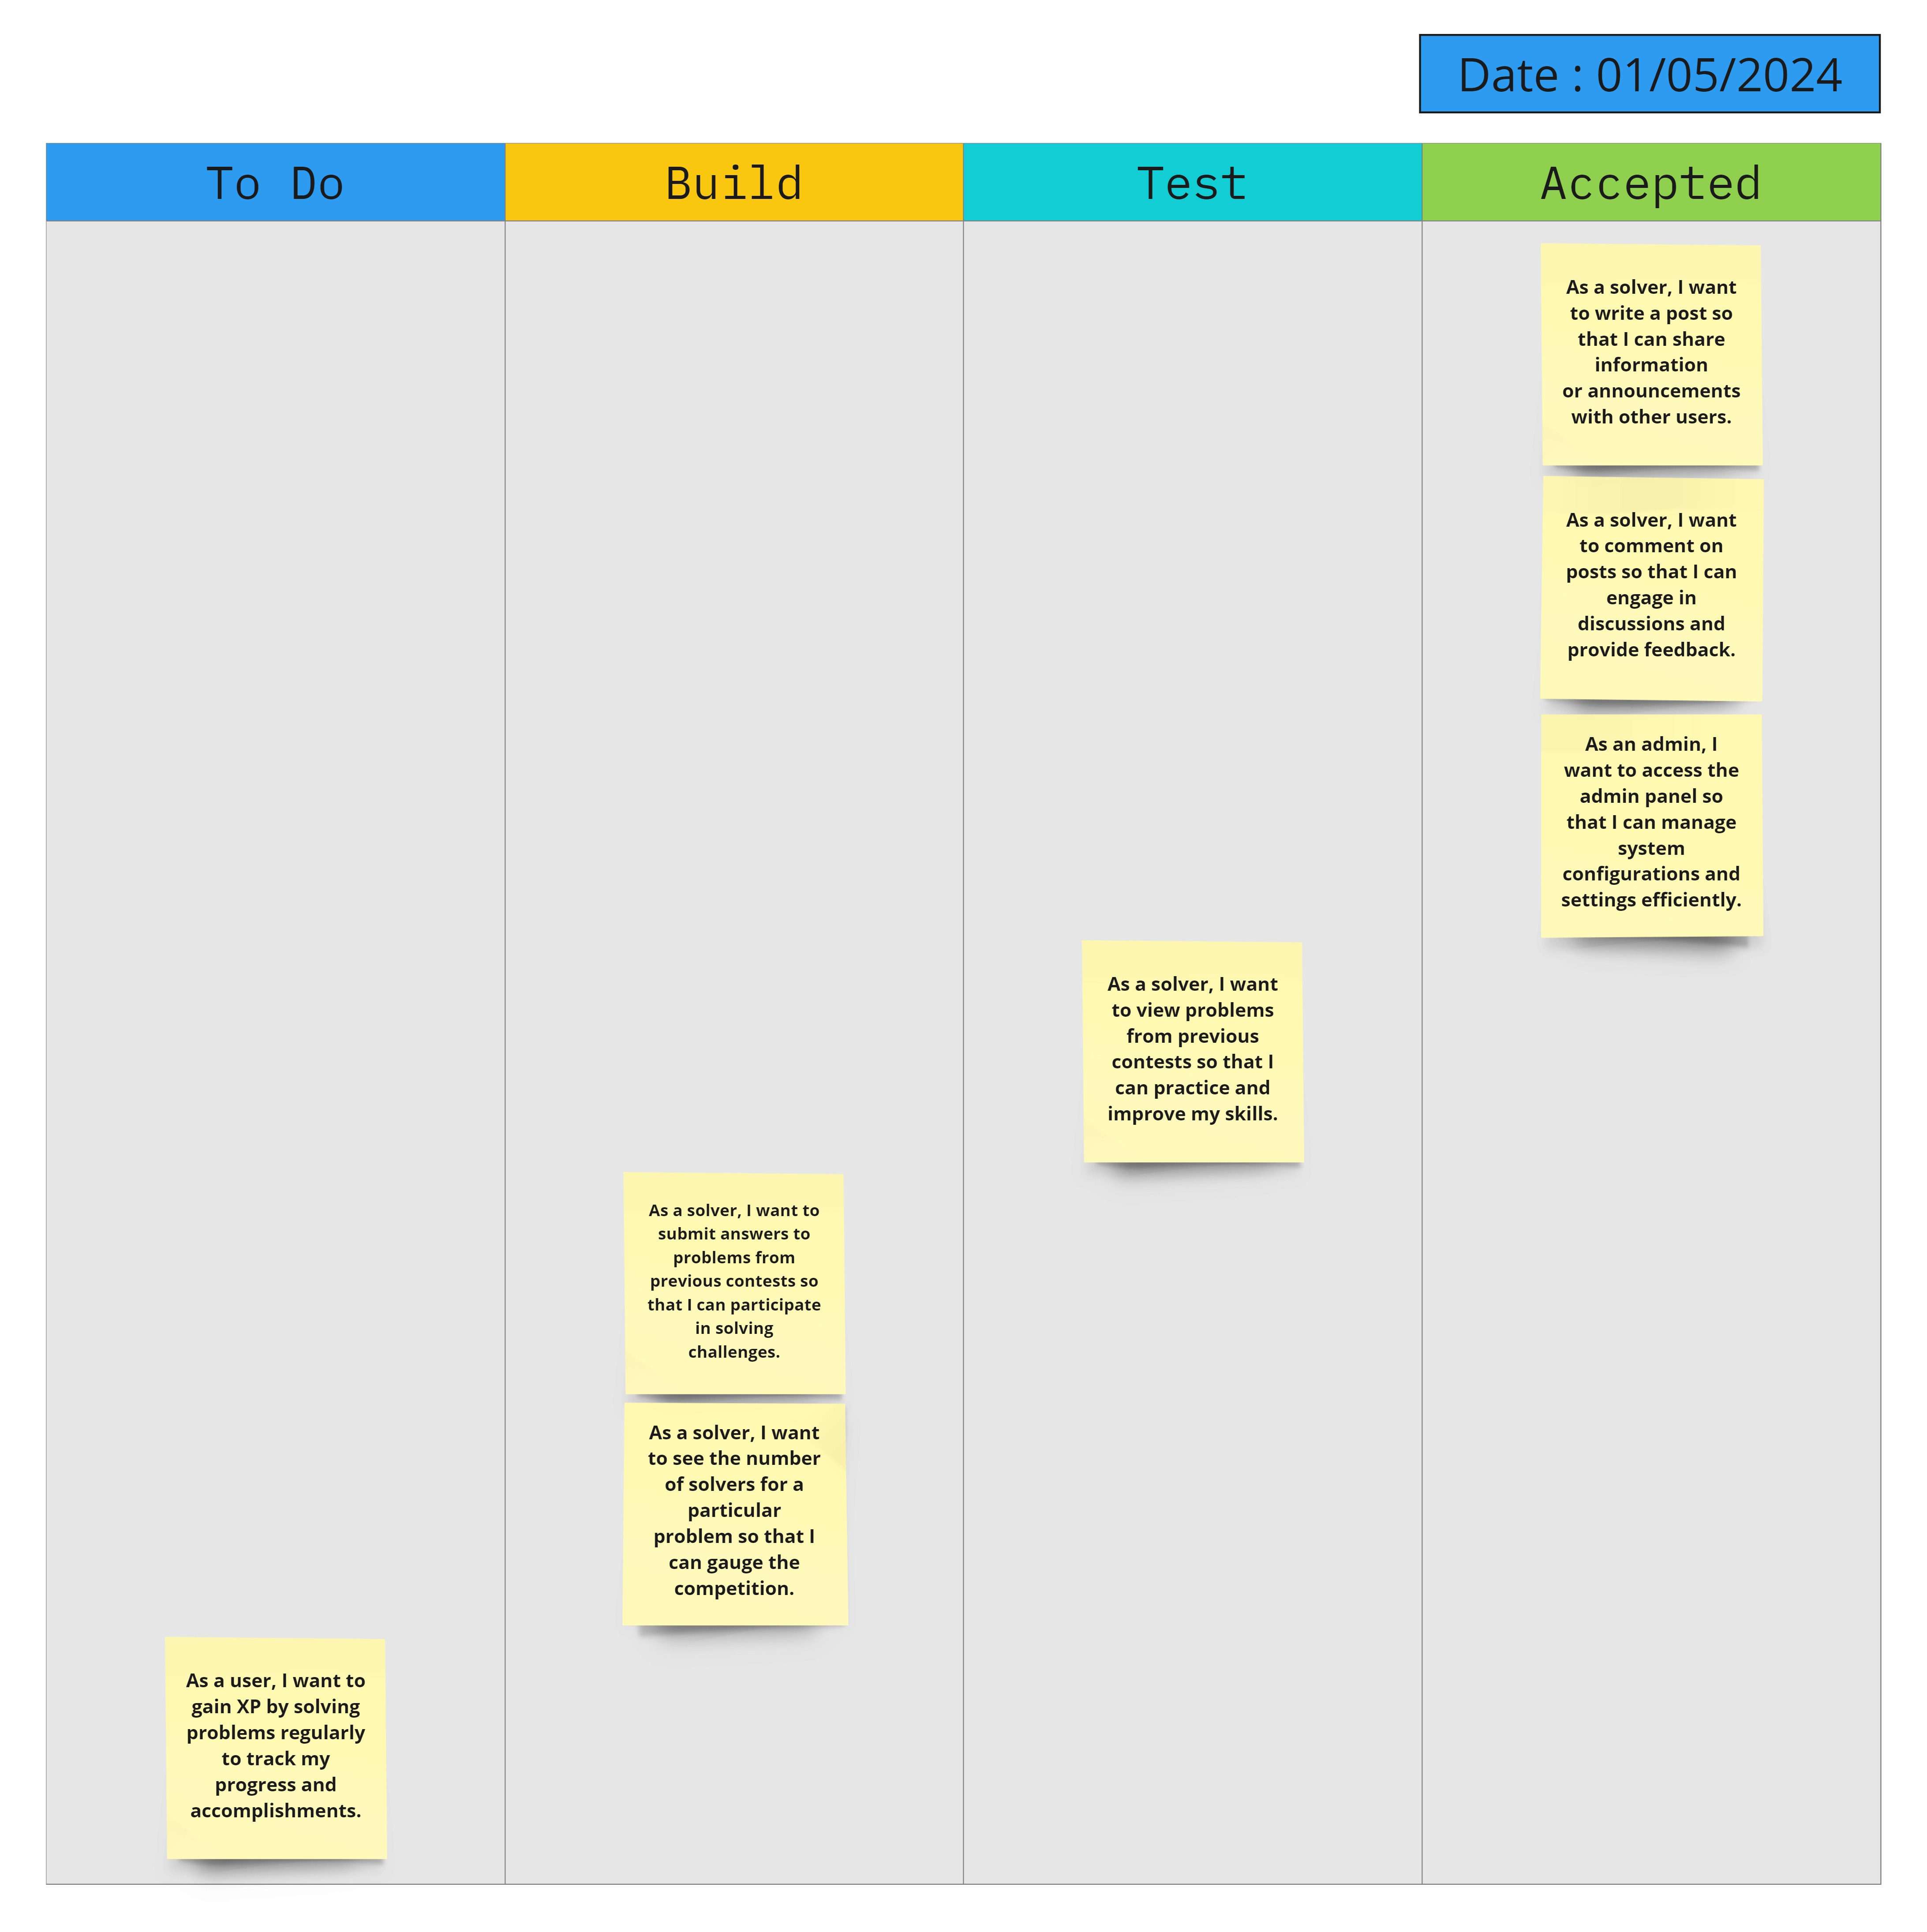 Date : 01/05/2024
To Do
Build
Test
Accepted
As a solver, I want
to write a post so
that I can share
information
or announcements
with other users.
As a solver, I want
to comment on
posts so that I can
engage in
discussions and
provide feedback.
As an admin, I
want to access the
admin panel so
that I can manage
system
configurations and
settings efficiently.
As a solver, I want
to view problems
from previous
contests so that I
can practice and
improve my skills.
As a solver, I want to
submit answers to
problems from
previous contests so
that I can participate
in solving
challenges.
As a solver, I want
to see the number
of solvers for a
particular
problem so that I
can gauge the
competition.
As a user, I want to
gain XP by solving
problems regularly
to track my
progress and
accomplishments.